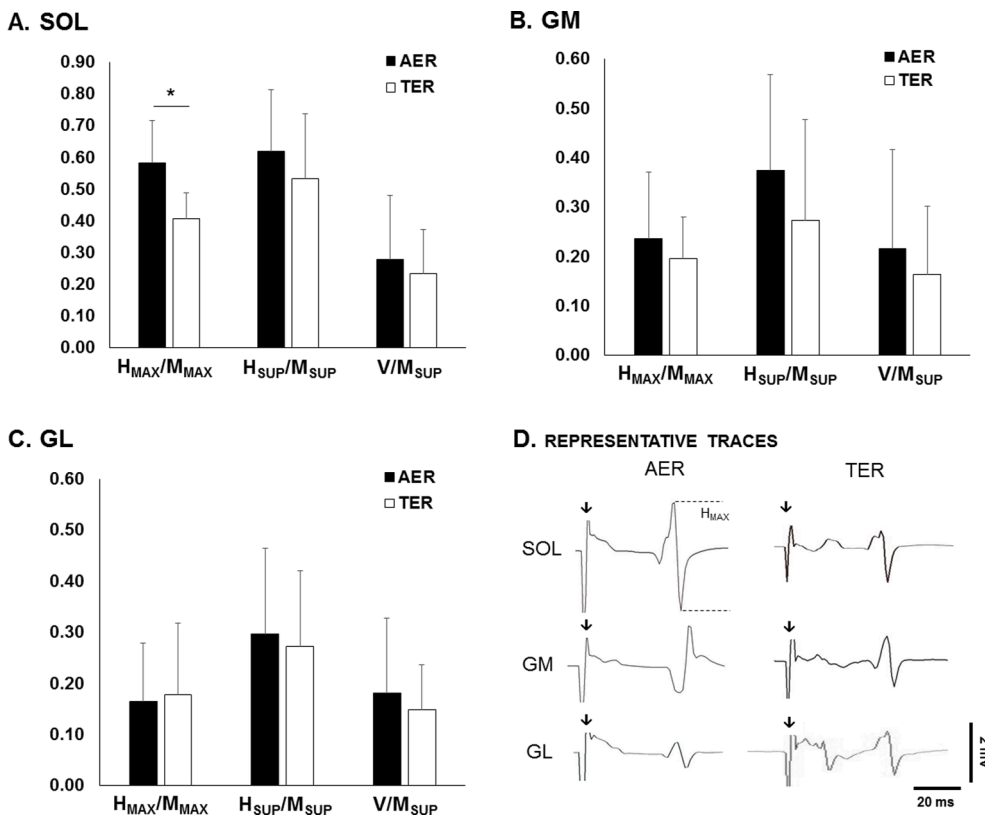 A. SOL
0.90
0.80
0.70
0.60
0.50
0.40
0.30
0.20
0.10
0.00
AER
TER
*
HMAX/MMAX HSUP/MSUP V/MSUP
B. GM
0.60
0.50
0.40
0.30
0.20
0.10
0.00
AER
TER
HMAX/MMAX HSUP/MSUP V/MSUP
C. GL
0.60
0.50
0.40
0.30
0.20
0.10
0.00
AER
TER
HMAX/MMAX HSUP/MSUP V/MSUP
D. REPRESENTATIVE TRACES
AER TER
HMAX
SOL
GM
GL
20 ms